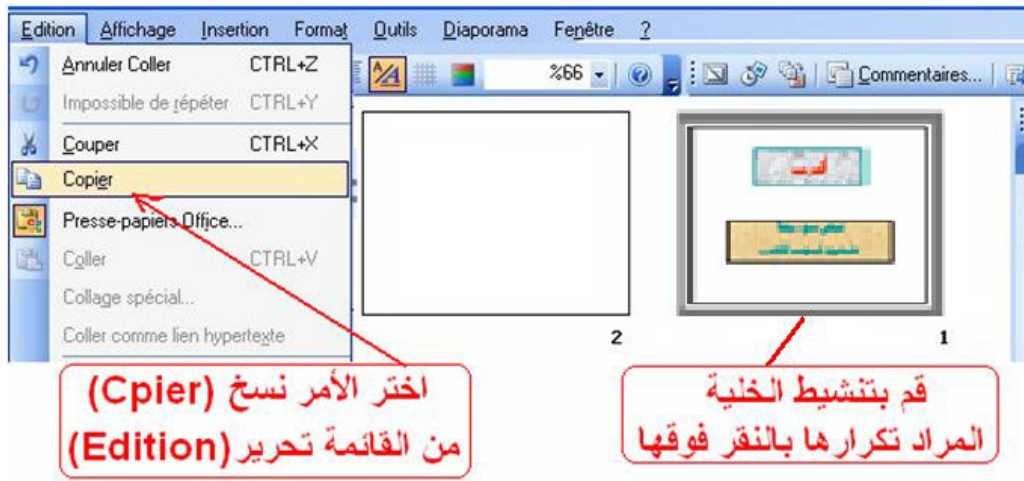 Edition Affichage Insertion Format Outils Diaporama Fenêtre ?
Annuler Coller CTRL+Z
%66
Commentaires...
Impossible de répéter CTRL+Y
Couper CTRL+X
Copier
Presse-papiers Office...
Coller CTRL+V
Collage spécial...
Coller comme lien hypertexte
2
1
اختر الأمر نسخ (Cpier)
من القائمة تحرير (Edition)
قم بتنشيط الخلية
المراد تكرارها بالنقر فوقها